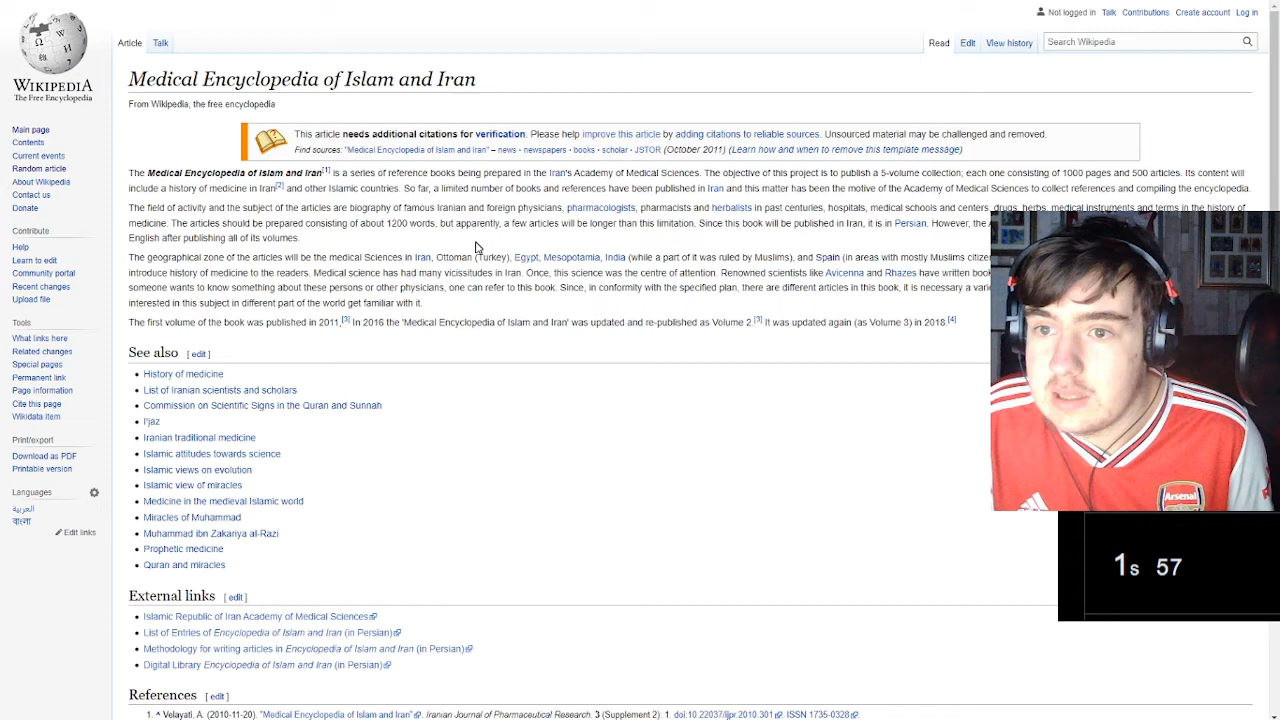 Not logged in Talk Contributions Create account Log in
Article Talk Read Edit View history Search Wikipedia
WIKIPEDIA
The Free Encyclopedia
Main page
Contents
Current events
Random article
About Wikipedia
Contact us
Donate
Contribute
Help
Learn to edit
Community portal
Recent changes
Upload file
Tools
What links here
Related changes
Special pages
Permanent link
Page information
Cite this page
Wikidata item
Print/export
Download as PDF
Printable version
Languages
العربية
বাংলা
Edit links
Medical Encyclopedia of Islam and Iran
From Wikipedia, the free encyclopedia
This article needs additional citations for verification. Please help improve this article by adding citations to reliable sources. Unsourced material may be challenged and removed.
Find sources: "Medical Encyclopedia of Islam and Iran" – news · newspapers · books · scholar · JSTOR (October 2011) (Learn how and when to remove this template message)
The Medical Encyclopedia of Islam and Iran[1] is a series of reference books being prepared in the Iran's Academy of Medical Sciences. The objective of this project is to publish a 5-volume collection; each one consisting of 1000 pages and 500 articles. Its content will
include a history of medicine in Iran[2] and other Islamic countries. So far, a limited number of books and references have been published in Iran and this matter has been the motive of the Academy of Medical Sciences to collect references and compiling the encyclopedia.
The field of activity and the subject of the articles are biography of famous Iranian and foreign physicians, pharmacologists, pharmacists and herbalists in past centuries, hospitals, medical schools and centers, drugs, herbs, medical instruments and terms in the history of
medicine. The articles should be prepared consisting of about 1200 words, but apparently, a few articles will be longer than this limitation. Since this book will be published in Iran, it is in Persian. However, the
English after publishing all of its volumes.
The geographical zone of the articles will be the medical Sciences in Iran, Ottoman (Turkey), Egypt, Mesopotamia, India (while a part of it was ruled by Muslims), and Spain (in areas with mostly Muslims
introduce history of medicine to the readers. Medical science has had many vicissitudes in Iran. Once, this science was the centre of attention. Renowned scientists like Avicenna and Rhazes have written
someone wants to know something about these persons or other physicians, one can refer to this book. Since, in conformity with the specified plan, there are different articles in this book, it is necessary a
interested in this subject in different part of the world get familiar with it.
The first volume of the book was published in 2011.[3] In 2016 the 'Medical Encyclopedia of Islam and Iran' was updated and re-published as Volume 2.[3] It was updated again (as Volume 3) in 2018.[4]
See also [ edit ]
• History of medicine
• List of Iranian scientists and scholars
• Commission on Scientific Signs in the Quran and Sunnah
• I'jaz
• Iranian traditional medicine
• Islamic attitudes towards science
• Islamic views on evolution
• Islamic view of miracles
• Medicine in the medieval Islamic world
• Miracles of Muhammad
• Muhammad ibn Zakariya al-Razi
• Prophetic medicine
• Quran and miracles
External links [ edit ]
• Islamic Republic of Iran Academy of Medical Sciences
• List of Entries of Encyclopedia of Islam and Iran (in Persian)
• Methodology for writing articles in Encyclopedia of Islam and Iran (in Persian)
• Digital Library Encyclopedia of Islam and Iran (in Persian)
References [ edit ]
1. ^ Velayati, A. (2010-11-20). "Medical Encyclopedia of Islam and Iran". Iranian Journal of Pharmaceutical Research. 3 (Supplement 2) 1. doi:10.22037/ijpr.2010.301. ISSN 1735-0328.
Arsenal
1s 57